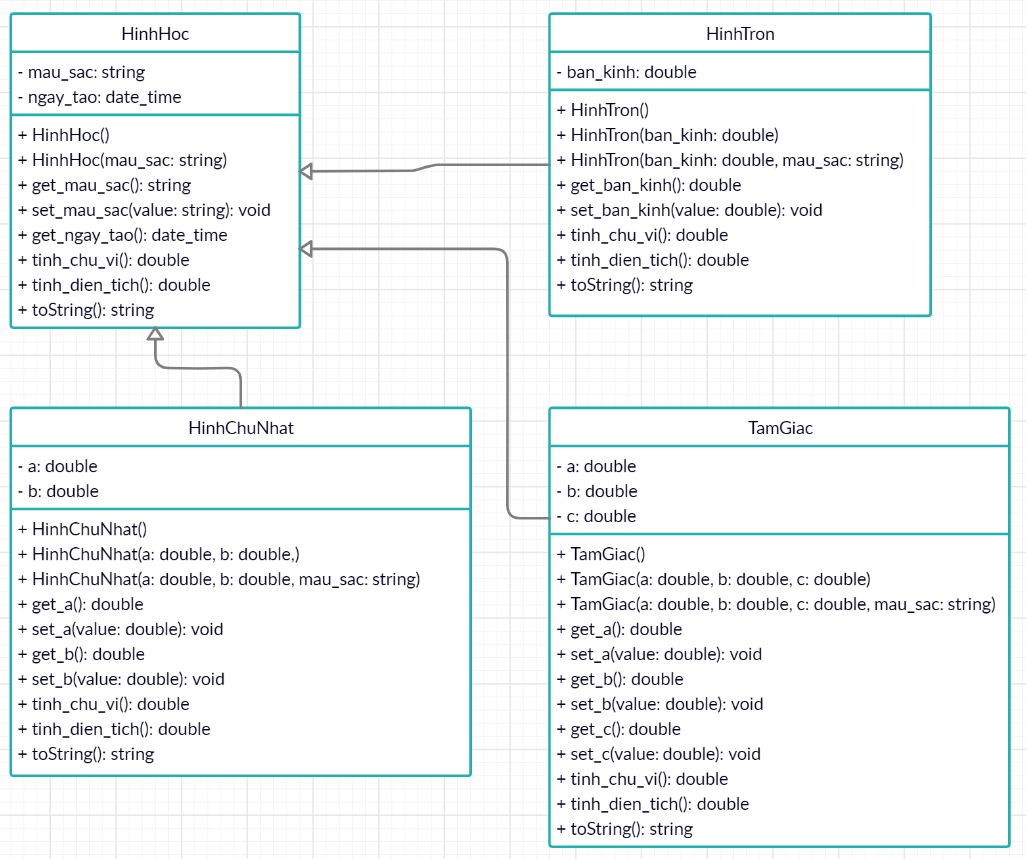 HinhHoc
- mau_sac: string
- ngay_tao: date_time
+ HinhHoc()
+ HinhHoc(mau_sac: string)
+ get_mau_sac(): string
+ set_mau_sac(value: string): void
+ get_ngay_tao(): date_time
+ tinh_chu_vi(): double
+ tinh_dien_tich(): double
+ toString(): string
HinhTron
- ban_kinh: double
+ HinhTron()
+ HinhTron(ban_kinh: double)
+ HinhTron(ban_kinh: double, mau_sac: string)
+ get_ban_kinh(): double
+ set_ban_kinh(value: double): void
+ tinh_chu_vi(): double
+ tinh_dien_tich(): double
+ toString(): string
HinhChuNhat
- a: double
- b: double
+ HinhChuNhat()
+ HinhChuNhat(a: double, b: double,)
+ HinhChuNhat(a: double, b: double, mau_sac: string)
+ get_a(): double
+ set_a(value: double): void
+ get_b(): double
+ set_b(value: double): void
+ tinh_chu_vi(): double
+ tinh_dien_tich(): double
+ toString(): string
TamGiac
- a: double
- b: double
- c: double
+ TamGiac()
+ TamGiac(a: double, b: double, c: double)
+ TamGiac(a: double, b: double, c: double, mau_sac: string)
+ get_a(): double
+ set_a(value: double): void
+ get_b(): double
+ set_b(value: double): void
+ get_c(): double
+ set_c(value: double): void
+ tinh_chu_vi(): double
+ tinh_dien_tich(): double
+ toString(): string